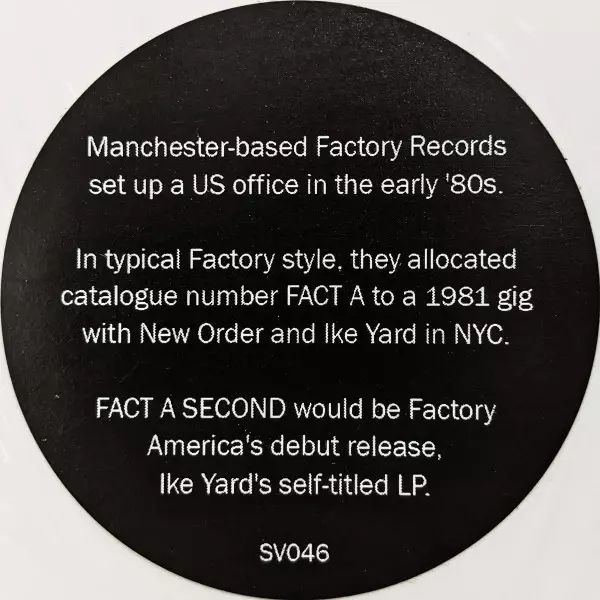 Manchester-based Factory Records
set up a US office in the early '80s.
In typical Factory style, they allocated
catalogue number FACT A to a 1981 gig
with New Order and Ike Yard in NYC.
FACT A SECOND would be Factory
America's debut release,
Ike Yard's self-titled LP.
SV046